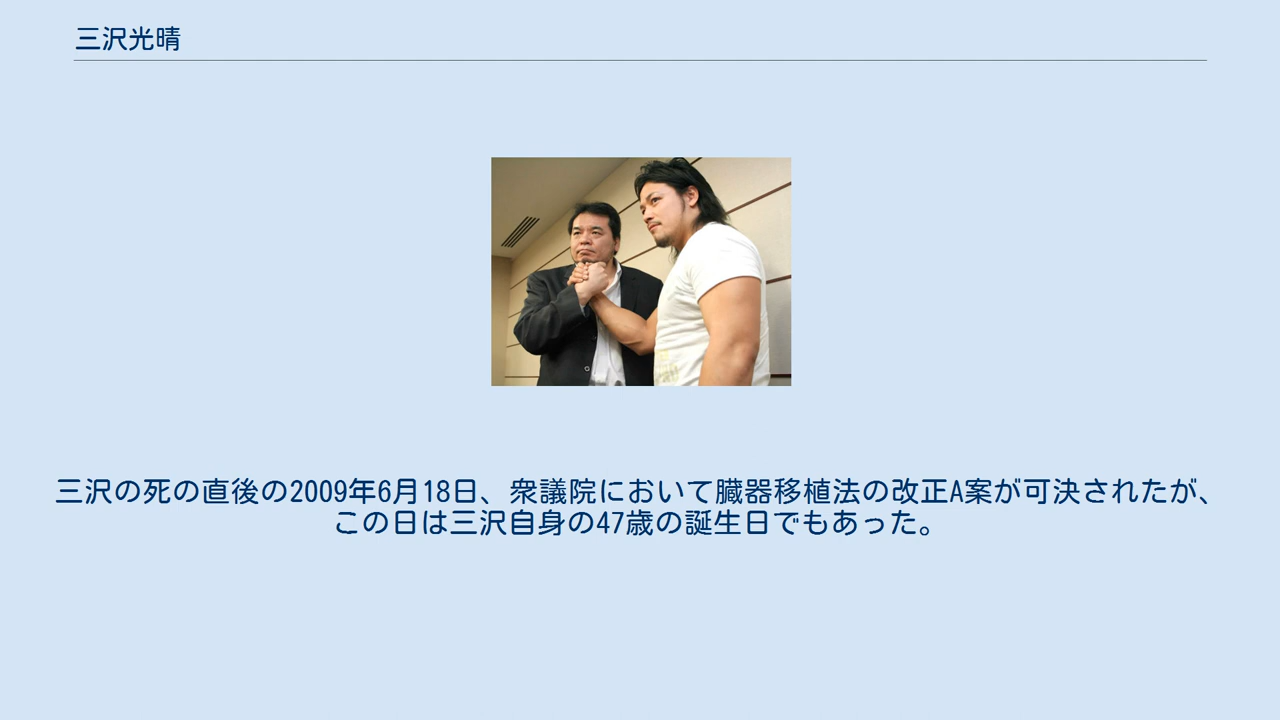 三沢光晴
三沢の死の直後の2009年6月18日、衆議院において臓器移植法の改正A案が可決されたが、
この日は三沢自身の47歳の誕生日でもあった。